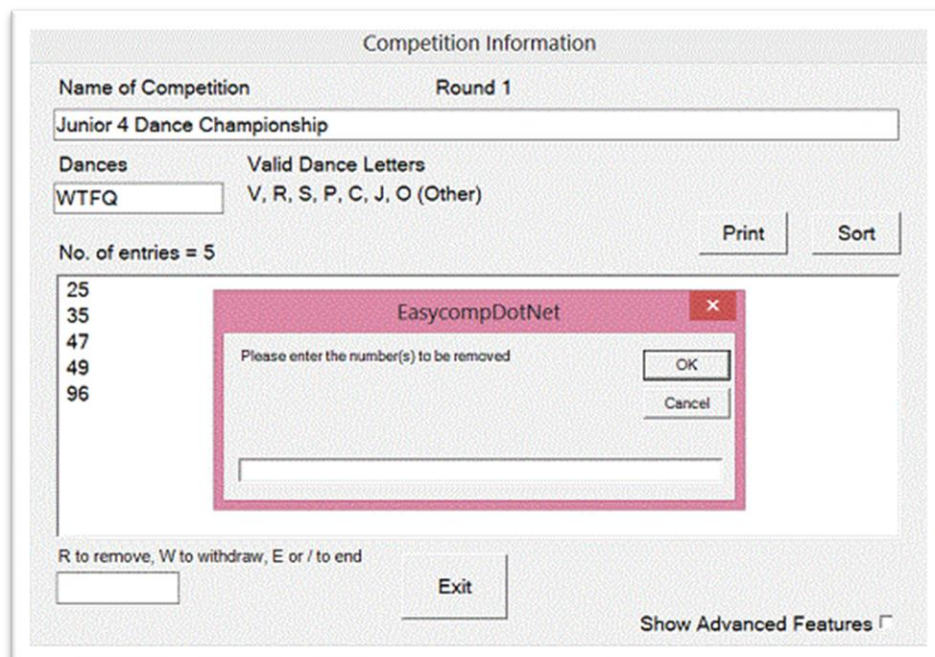 Competition Information
Name of Competition Round 1
Junior 4 Dance Championship
Dances Valid Dance Letters
WTFQ V, R, S, P, C, J, O (Other)
Print Sort
No. of entries = 5
25
35
47
49
96
EasycompDotNet
Please enter the number(s) to be removed
OK
Cancel
R to remove, W to withdraw, E or / to end
Exit
Show Advanced Features